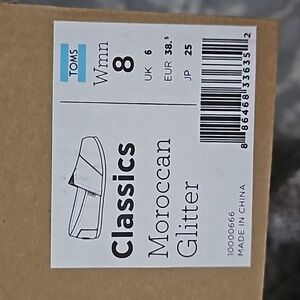 TOMS
Wmn
8
UK 6
EUR 38.5
JP 25
Classics
Moroccan
Glitter
8 86468 33635 2
10000666
MADE IN CHINA